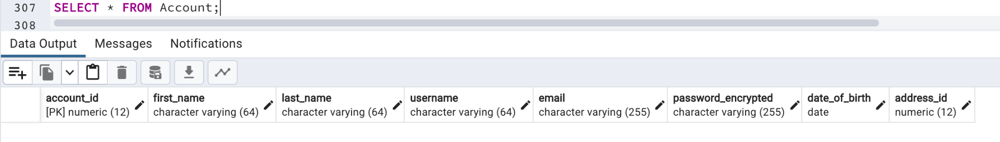 307 SELECT * FROM Account;
308
Data Output Messages Notifications
account_id first_name last_name username email password_encrypted date_of_birth address_id
[PK] numeric (12) character varying (64) character varying (64) character varying (64) character varying (255) character varying (255) date numeric (12)